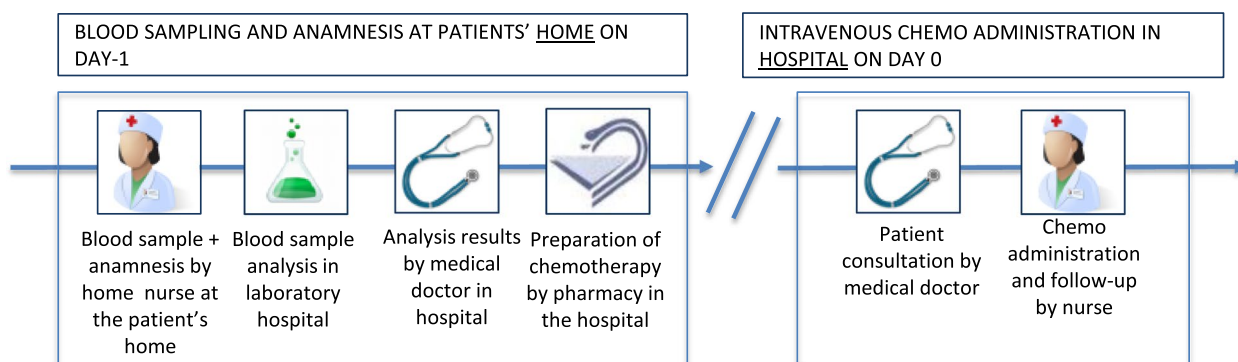 BLOOD SAMPLING AND ANAMNESIS AT PATIENTS’ HOME ON
DAY-1
INTRAVENOUS CHEMO ADMINISTRATION IN
HOSPITAL ON DAY 0
Blood sample +
anamnesis by
home nurse at
the patient’s
home
Blood sample
analysis in
laboratory
hospital
Analysis results
by medical
doctor in
hospital
Preparation of
chemotherapy
by pharmacy in
the hospital
Patient
consultation by
medical doctor
Chemo
administration
and follow-up
by nurse